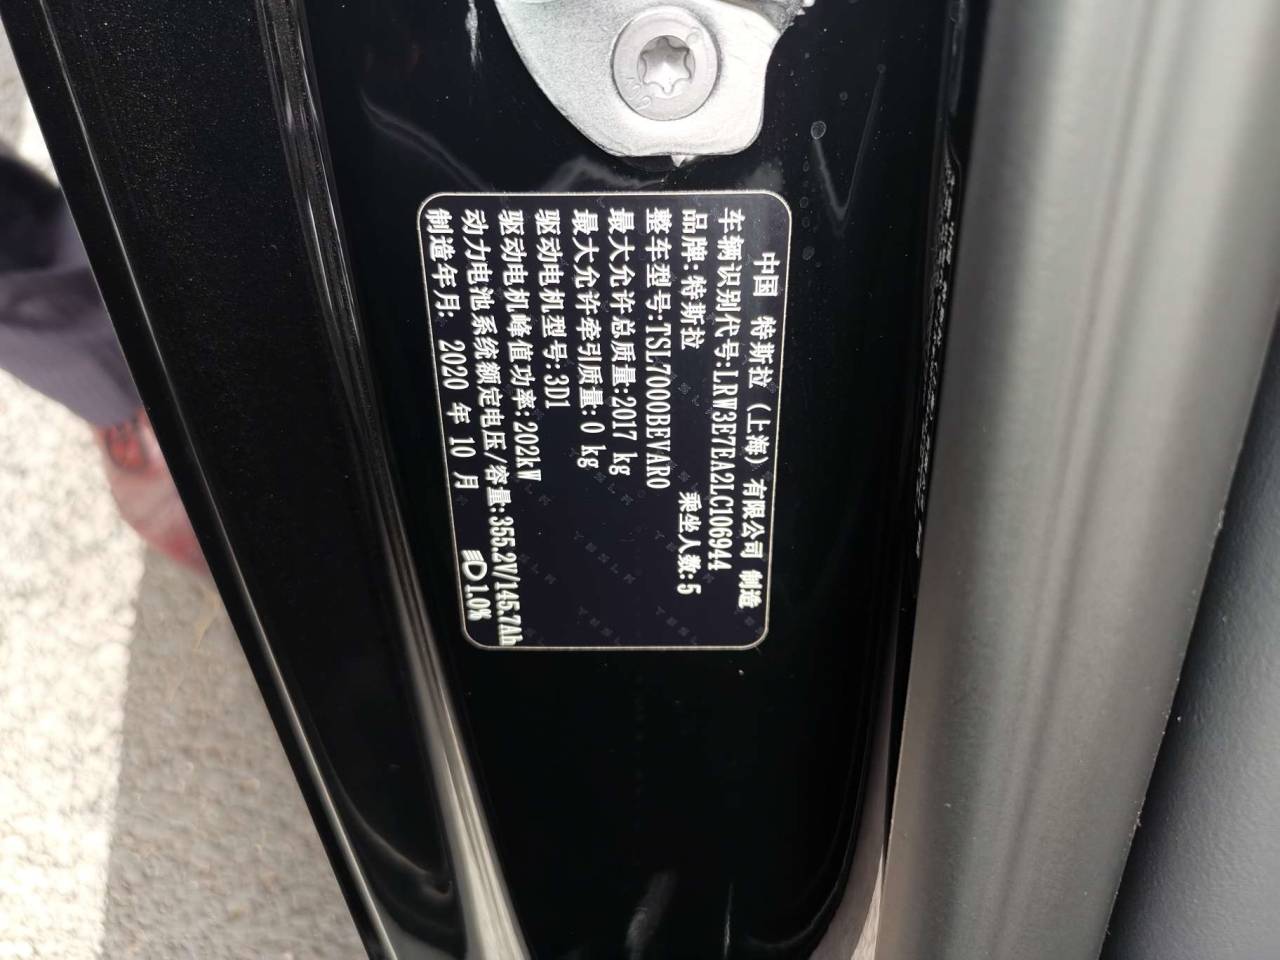 中国 特斯拉（上海）有限公司 制造
车辆识别代号:LRW3E7EA2LC106944
品牌:特斯拉 乘坐人数:5
整车型号:TSL7000BEVAR0
最大允许总质量:2017 kg
最大允许牵引质量:0 kg
驱动电机型号:3D1
驱动电机峰值功率:202kW
动力电池系统额定电压/容量:355.2V/145.7Ah
制造年月: 2020 年 10 月 1.0%